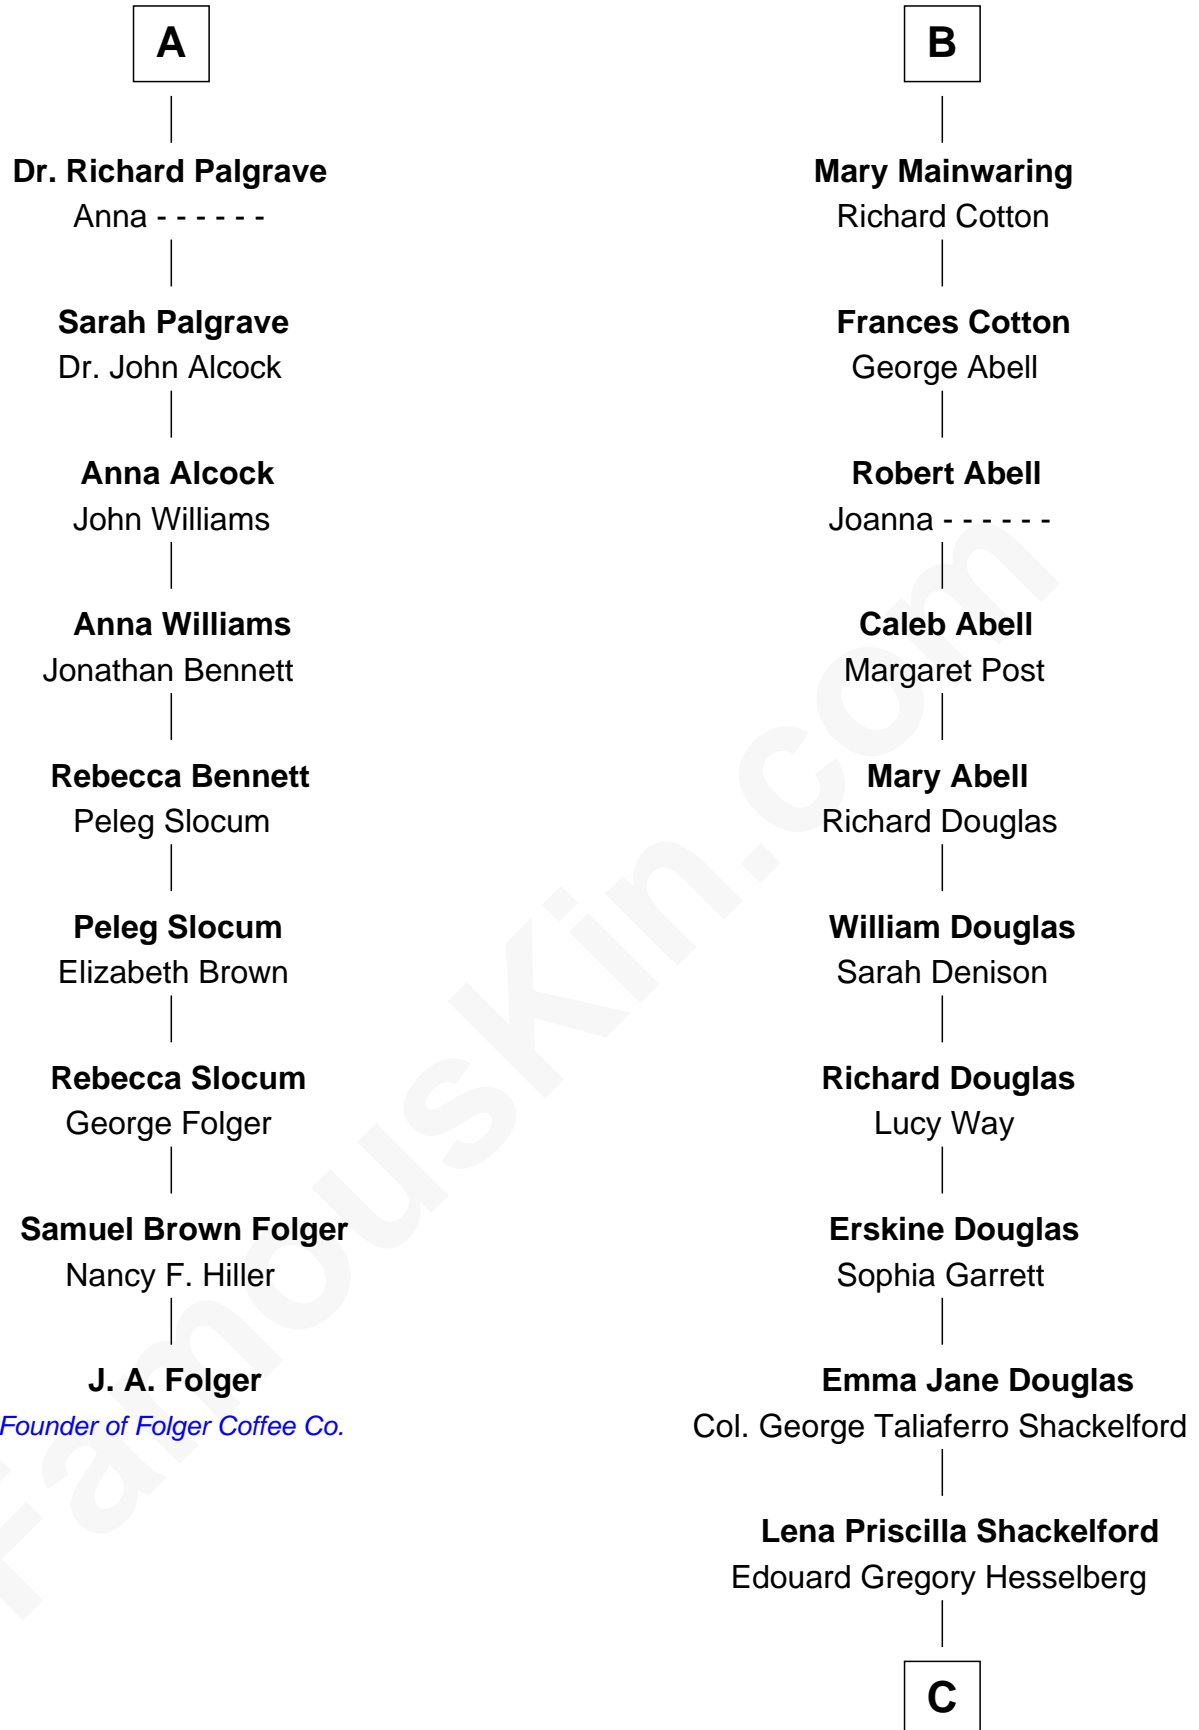 A
Dr. Richard Palgrave
Anna - - - - - -
Sarah Palgrave
Dr. John Alcock
Anna Alcock
John Williams
Anna Williams
Jonathan Bennett
Rebecca Bennett
Peleg Slocum
Peleg Slocum
Elizabeth Brown
Rebecca Slocum
George Folger
Samuel Brown Folger
Nancy F. Hiller
J. A. Folger
Founder of Folger Coffee Co.
B
Mary Mainwaring
Richard Cotton
Frances Cotton
George Abell
Robert Abell
Joanna - - - - - -
Caleb Abell
Margaret Post
Mary Abell
Richard Douglas
William Douglas
Sarah Denison
Richard Douglas
Lucy Way
Erskine Douglas
Sophia Garrett
Emma Jane Douglas
Col. George Taliaferro Shackelford
Lena Priscilla Shackelford
Edouard Gregory Hesselberg
C
FamousKin.com